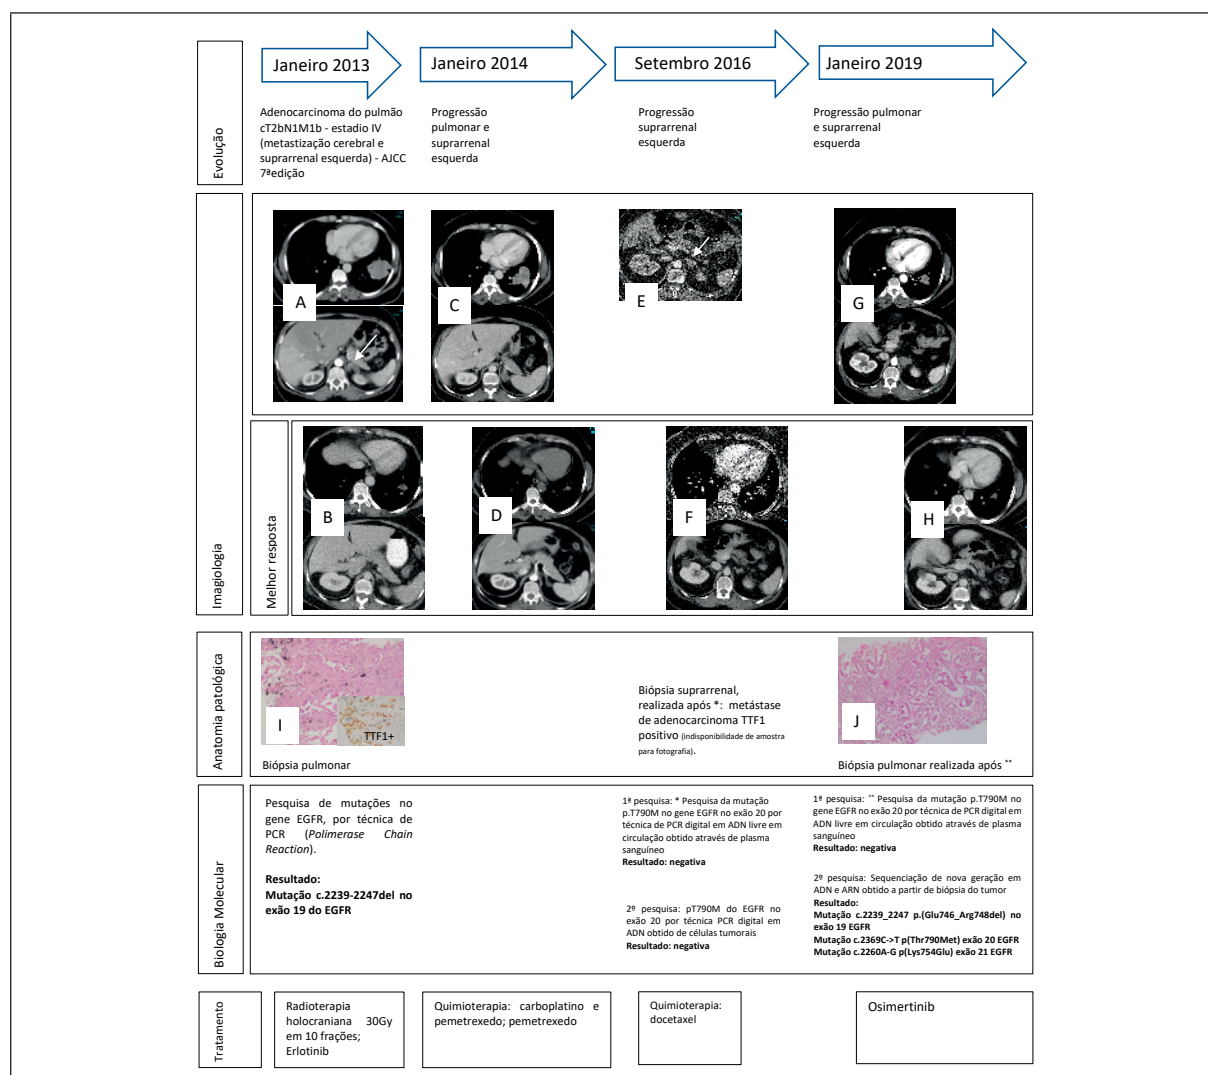 Janeiro 2013
Janeiro 2014
Setembro 2016
Janeiro 2019
Evolução
Adenocarcinoma do pulmão
cT2bN1M1b - estadio IV
(metastização cerebral e
suprarrenal esquerda) - AJCC
7ªedição
Progressão
pulmonar e
suprarrenal
esquerda
Progressão
suprarrenal
esquerda
Progressão pulmonar
e suprarrenal
esquerda
Imagiologia
A
C
E
G
Melhor resposta
B
D
F
H
Anatomia patológica
I
TTF1+
Biópsia pulmonar
Biópsia suprarrenal,
realizada após *: metástase
de adenocarcinoma TTF1
positivo (indisponibilidade de amostra
para fotografia).
J
Biópsia pulmonar realizada após **
Biologia Molecular
Pesquisa de mutações no
gene EGFR, por técnica de
PCR (Polimerase Chain
Reaction).
Resultado:
Mutação c.2239-2247del no
exão 19 do EGFR
1ª pesquisa: * Pesquisa da mutação
p.T790M no gene EGFR no exão 20 por
técnica de PCR digital em ADN livre em
circulação obtido através de plasma
sanguíneo
Resultado: negativa
2ª pesquisa: pT790M do EGFR no
exão 20 por técnica PCR digital em
ADN obtido de células tumorais
Resultado: negativa
1ª pesquisa: ** Pesquisa da mutação p.T790M no
gene EGFR no exão 20 por técnica de PCR digital em
ADN livre em circulação obtido através de plasma
sanguíneo
Resultado: negativa
2ª pesquisa: Sequenciação de nova geração em
ADN e ARN obtido a partir de biópsia do tumor
Resultado:
Mutação c.2239_2247 p.(Glu746_Arg748del) no
exão 19 EGFR
Mutação c.2369C->T p(Thr790Met) exão 20 EGFR
Mutação c.2260A-G p(Lys754Glu) exão 21 EGFR
Tratamento
Radioterapia
holocraniana 30Gy
em 10 frações;
Erlotinib
Quimioterapia: carboplatino e
pemetrexedo; pemetrexedo
Quimioterapia:
docetaxel
Osimertinib